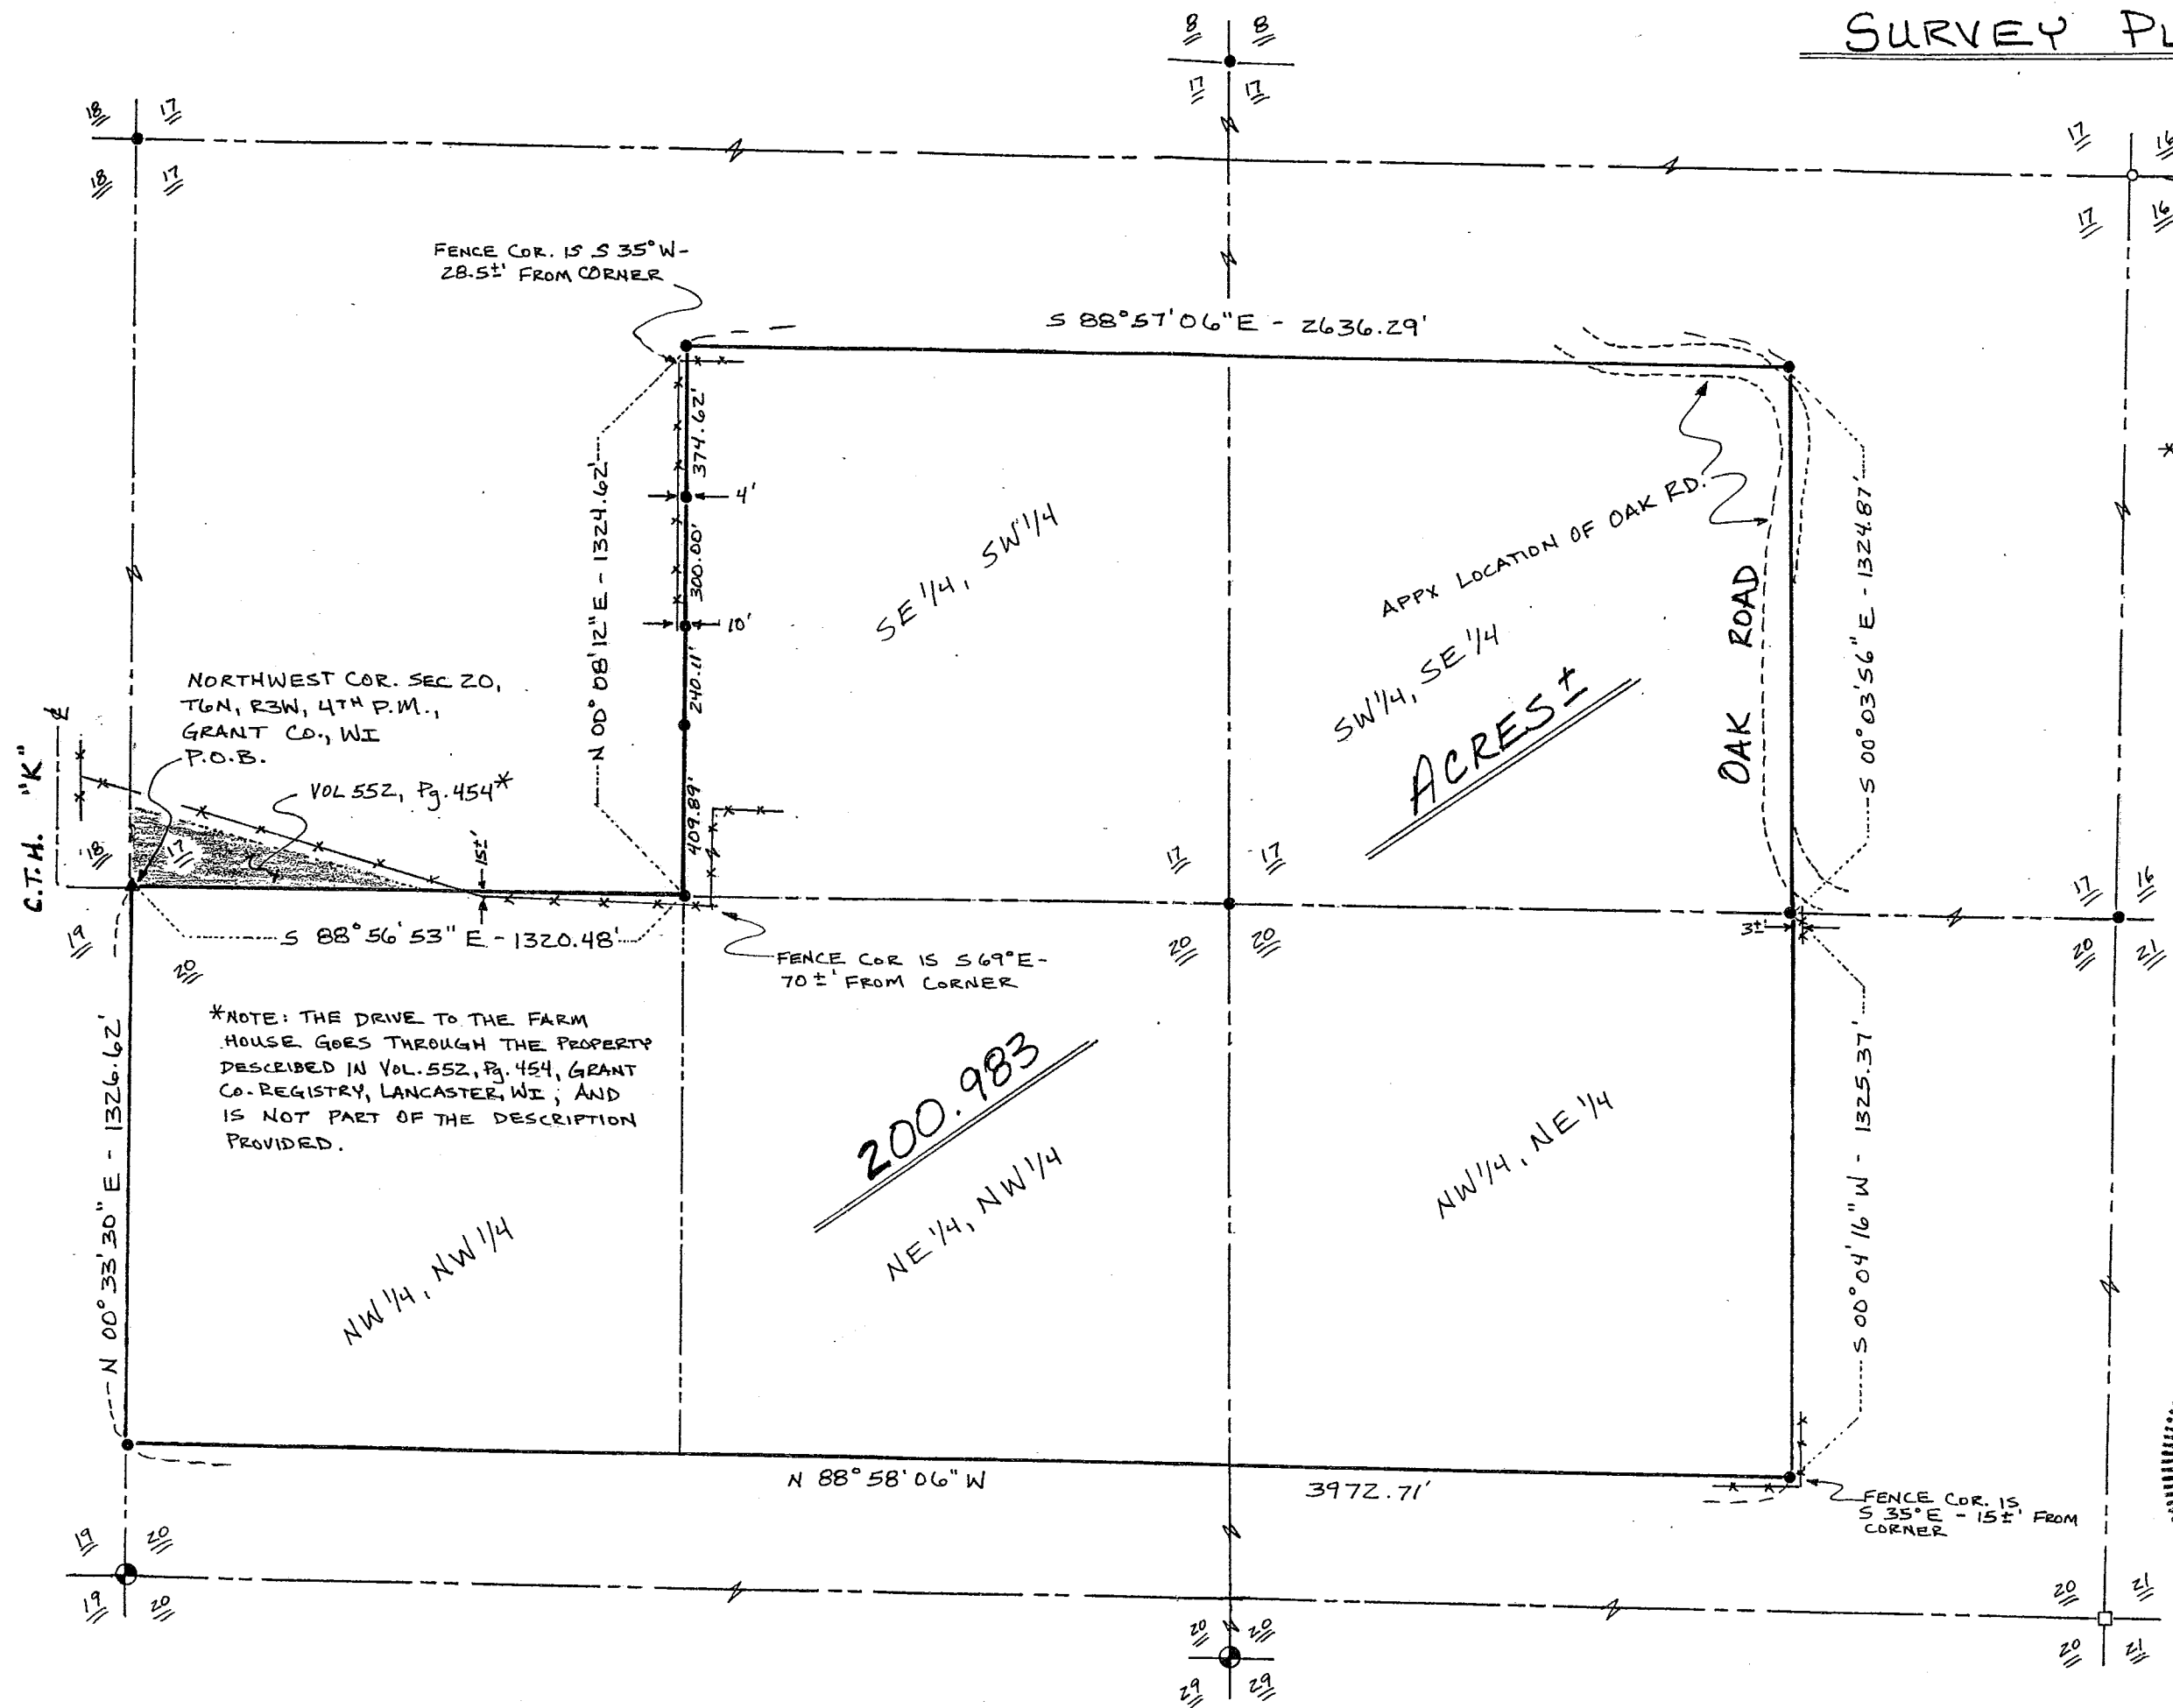 SURVEY PL
8 8
17 17
18 17
18 17
17 16
17 16
FENCE COR. IS S 35° W-
28.5±' FROM CORNER
S 88°57'06"E - 2636.29'
374.62'
4'
300.00'
10'
240.11'
409.89'
N 00°08'12"E - 1324.62'
SE 1/4, SW 1/4
APPX LOCATION OF OAK RD.
SW 1/4, SE 1/4
ACRES ±
OAK ROAD
S 00°03'56"E - 1324.87'
*
NORTHWEST COR. SEC 20,
T6N, R3W, 4TH P.M.,
GRANT CO., WI
P.O.B.
VOL 552, Pg. 454*
C.T.H. "K"
18 17
15±'
19
20
S 88°56'53"E - 1320.48'
17 17
20 20
3±'
17 16
20 21
FENCE COR IS S 69° E-
70±' FROM CORNER
*NOTE: THE DRIVE TO THE FARM
HOUSE GOES THROUGH THE PROPERTY
DESCRIBED IN VOL. 552, Pg. 454, GRANT
CO. REGISTRY, LANCASTER, WI; AND
IS NOT PART OF THE DESCRIPTION
PROVIDED.
N 00°33'30"E - 1326.62'
200.983
NW 1/4, NW 1/4
NE 1/4, NW 1/4
NW 1/4, NE 1/4
S 00°04'16"W - 1325.37'
N 88°58'06"W 3972.71'
FENCE COR. IS
S 35° E - 15±' FROM
CORNER
19 20
19 20
20 20
29 29
20 21
20 21